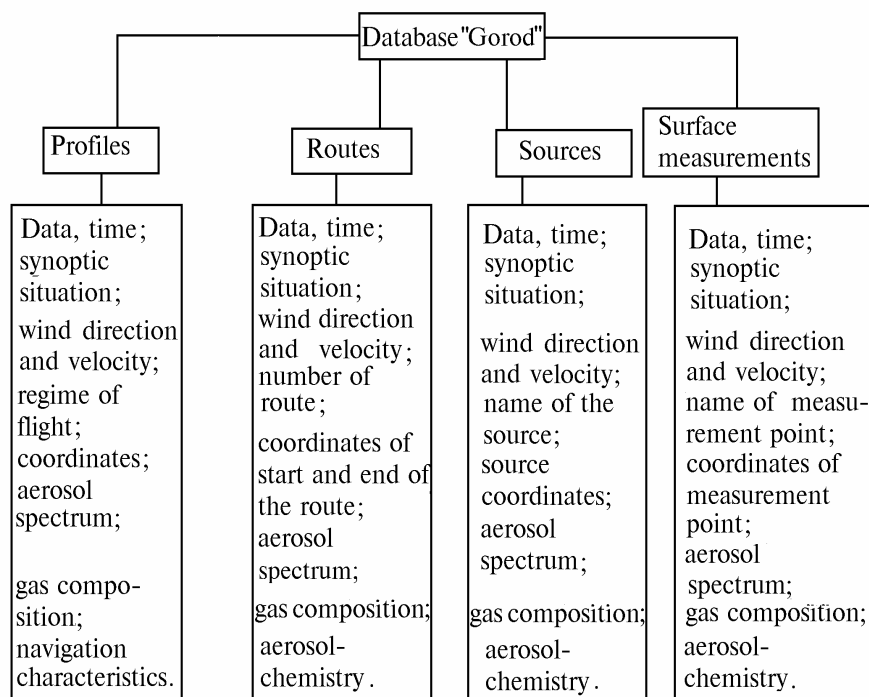 Database "Gorod"
Profiles
Routes
Sources
Surface
measurements
Data, time;
synoptic
situation;
wind direction
and velocity;
regime of
flight;
coordinates;
aerosol
spectrum;
gas compo-
sition;
navigation
characteristics.
Data, time;
synoptic
situation;
wind direction
and velocity;
number of
route;
coordinates of
start and end of
the route;
aerosol
spectrum;
gas composition;
aerosol-
chemistry.
Data, time;
synoptic
situation;
wind direction
and velocity;
name of the
source;
source
coordinates;
aerosol
spectrum;
gas composition;
aerosol-
chemistry.
Data, time;
synoptic
situation;
wind direction
and velocity;
name of measu-
rement point;
coordinates of
measurement
point;
aerosol
spectrum;
gas composition;
aerosol-
chemistry.